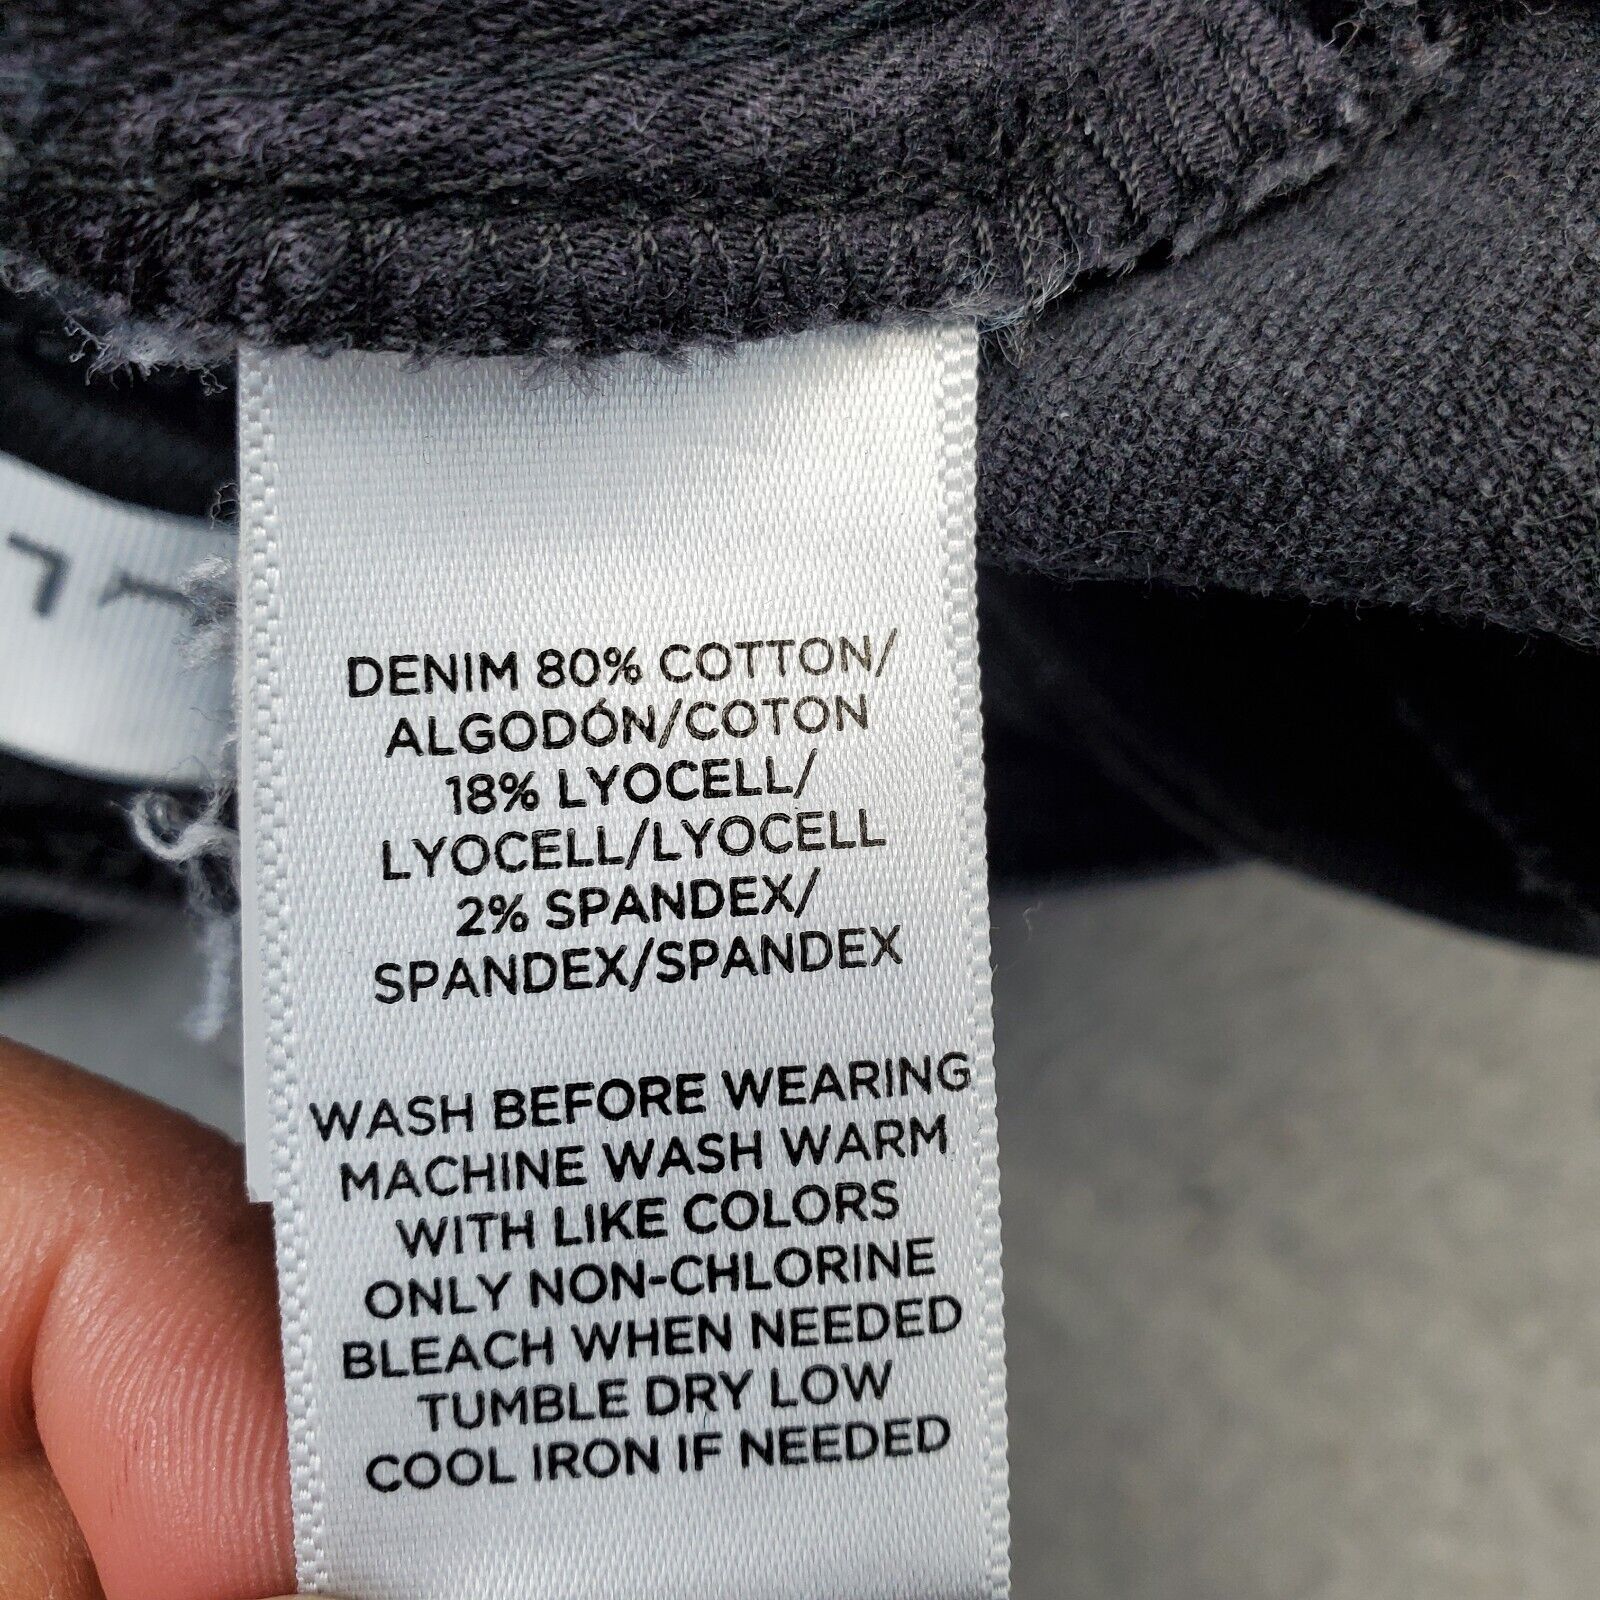 DENIM 80% COTTON/
ALGODÓN/COTON
18% LYOCELL/
LYOCELL/LYOCELL
2% SPANDEX/
SPANDEX/SPANDEX
WASH BEFORE WEARING
MACHINE WASH WARM
WITH LIKE COLORS
ONLY NON-CHLORINE
BLEACH WHEN NEEDED
TUMBLE DRY LOW
COOL IRON IF NEEDED